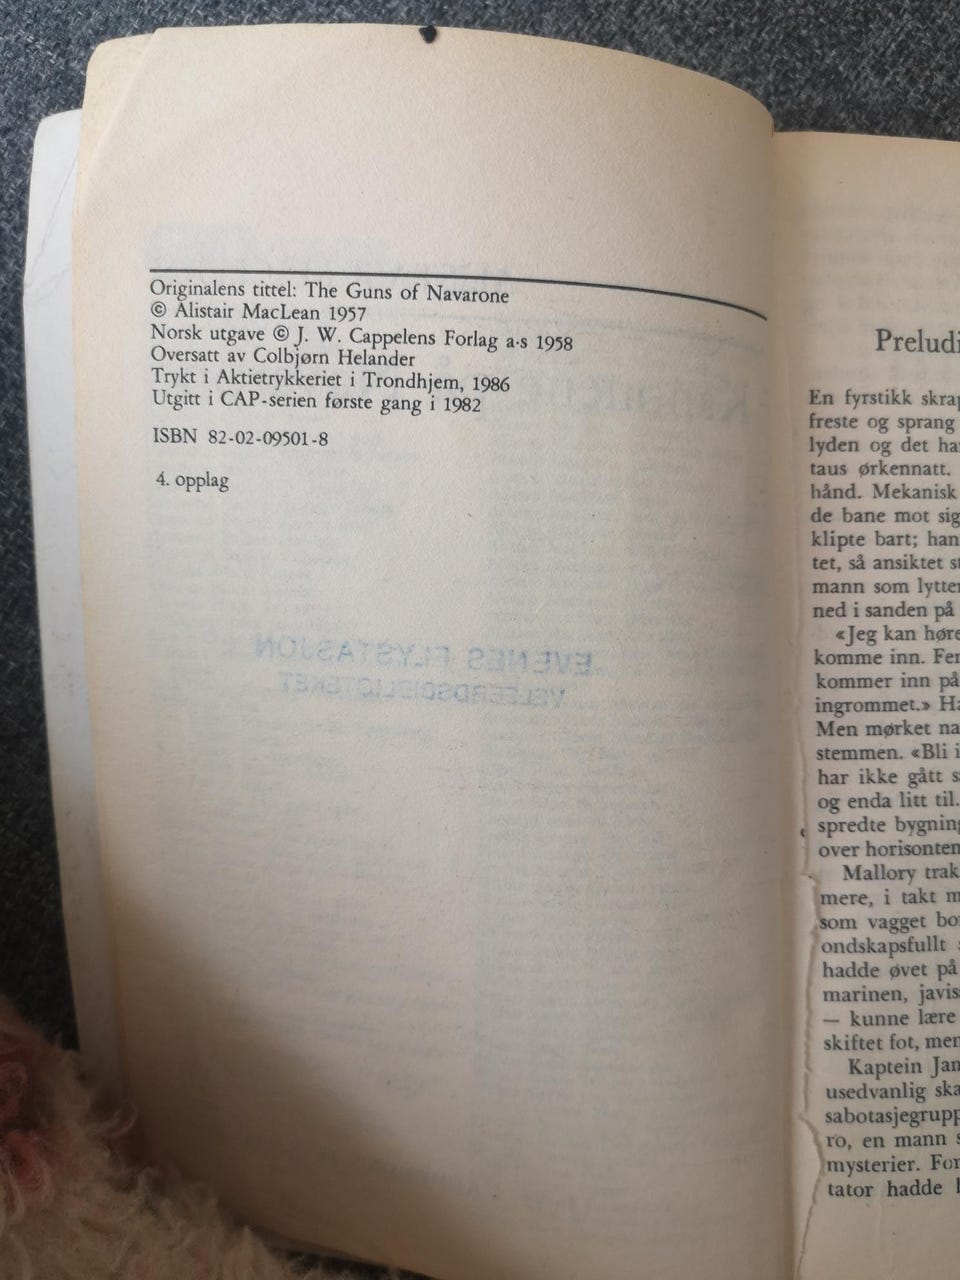 Originalens tittel: The Guns of Navarone
© Alistair MacLean 1957
Norsk utgave © J. W. Cappelens Forlag a·s 1958
Oversatt av Colbjørn Helander
Trykt i Aktietrykkeriet i Trondhjem, 1986
Utgitt i CAP-serien første gang i 1982
ISBN 82-02-09501-8
4. opplag
EVENES FLYSTASJON
VELFERDSBIBLIOTEKET
Preludi
En fyrstikk skrap
freste og sprang
lyden og det ha
taus ørkennatt.
hånd. Mekanisk
de bane mot sig
klipte bart; han
tet, så ansiktet st
mann som lytter
ned i sanden på
«Jeg kan høre
komme inn. Fer
kommer inn på
ingrommet.» Ha
Men mørket na
stemmen. «Bli i
har ikke gått s
og enda litt til.
spredte bygning
over horisonten
Mallory trak
mere, i takt m
som vagget bo
ondskapsfullt s
hadde øvet på
marinen, javis
— kunne lære
skiftet fot, men
Kaptein Jan
usedvanlig ska
sabotasjegrupp
ro, en mann s
mysterier. For
tator hadde